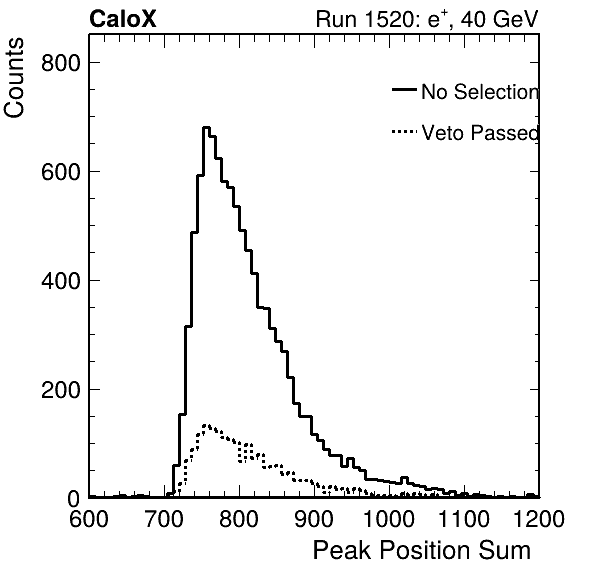 CaloX Run 1520: e⁺, 40 GeV
Counts
800
600
400
200
0
No Selection
Veto Passed
600 700 800 900 1000 1100 1200
Peak Position Sum